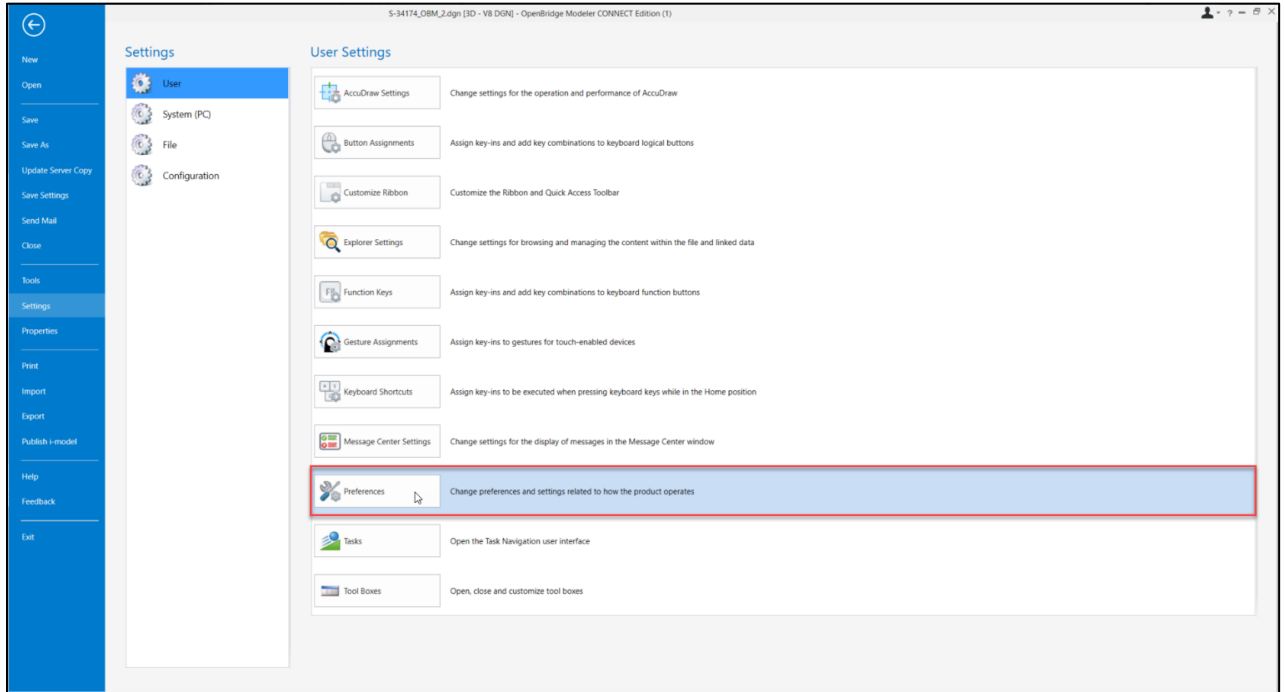 S-34174_OBM_2.dgn [3D - V8 DGN] - OpenBridge Modeler CONNECT Edition (1)
New
Open
Save
Save As
Update Server Copy
Save Settings
Send Mail
Close
Tools
Settings
Properties
Print
Import
Export
Publish i-model
Help
Feedback
Exit
Settings
User
System (PC)
File
Configuration
User Settings
AccuDraw Settings Change settings for the operation and performance of AccuDraw
Button Assignments Assign key-ins and add key combinations to keyboard logical buttons
Customize Ribbon Customize the Ribbon and Quick Access Toolbar
Explorer Settings Change settings for browsing and managing the content within the file and linked data
Function Keys Assign key-ins and add key combinations to keyboard function buttons
Gesture Assignments Assign key-ins to gestures for touch-enabled devices
Keyboard Shortcuts Assign key-ins to be executed when pressing keyboard keys while in the Home position
Message Center Settings Change settings for the display of messages in the Message Center window
Preferences Change preferences and settings related to how the product operates
Tasks Open the Task Navigation user interface
Tool Boxes Open, close and customize tool boxes